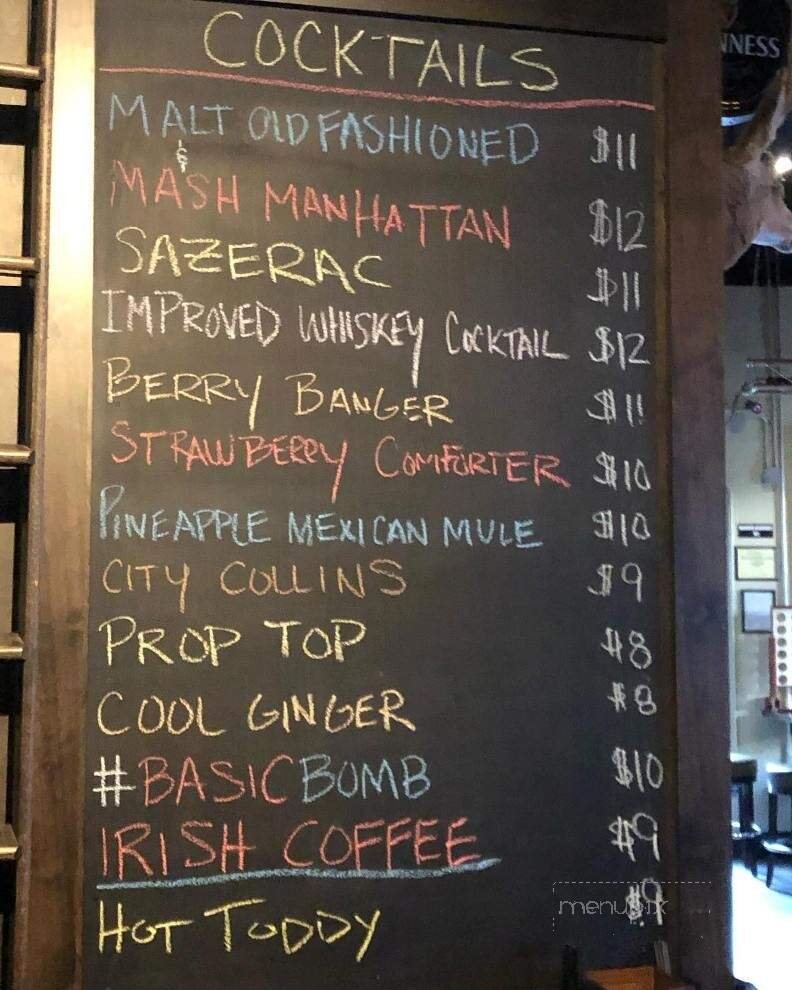 COCKTAILS
MALT OLD FASHIONED $11
&
MASH MANHATTAN $12
SAZERAC $11
IMPROVED WHISKEY COCKTAIL $12
BERRY BANGER $11
STRAWBERRY COMFORTER $10
PINEAPPLE MEXICAN MULE $10
CITY COLLINS $9
PROP TOP $8
COOL GINGER $8
#BASICBOMB $10
IRISH COFFEE $9
HOT TODDY $9
menupix
NNESS